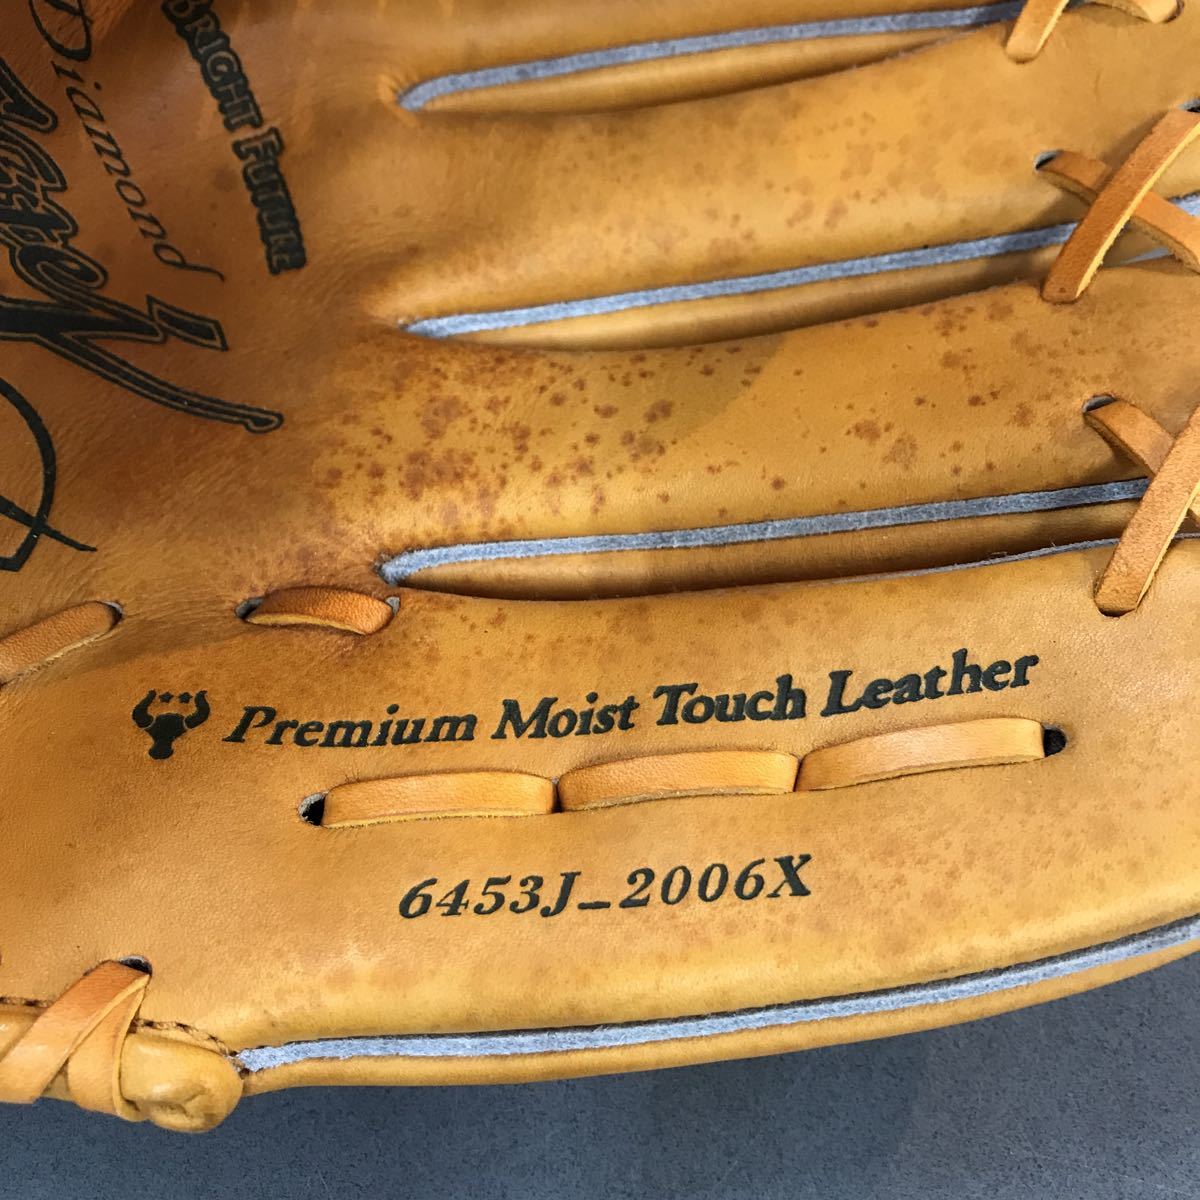 BRIGHT FUTURE
Diamond
Premium Moist Touch Leather
6453J_2006X